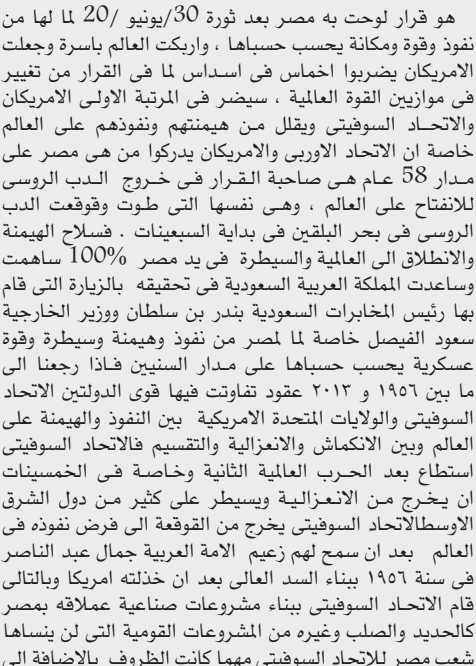 هو قرار لوحت به مصر بعد ثورة 30/يونيو /20 لما لها من
نفوذ وقوة ومكانة يحسب حسباها ، واربكت العالم باسرة وجعلت
الامريكان يضربوا اخماس فى اسداس لما فى القرار من تغيير
فى موازيين القوة العالمية ، سيضر فى المرتبة الاولى الامريكان
والاتحاد السوفيتى ويقلل من هيمنتهم ونفوذهم على العالم
خاصة ان الاتحاد الاوربى والامريكان يدركوا من هى مصر على
مدار 58 عام هى صاحبة القرار فى خروج الدب الروسى
للانفتاح على العالم ، وهى نفسها التى طوت وقوقعت الدب
الروسى فى بحر البلقين فى بداية السبعينات . فسلاح الهيمنة
والانطلاق الى العالمية والسيطرة فى يد مصر 100% ساهمت
وساعدت المملكة العربية السعودية فى تحقيقه بالزيارة التى قام
بها رئيس المخابرات السعودية بندر بن سلطان ووزير الخارجية
سعود الفيصل خاصة لما لمصر من نفوذ وهيمنة وسيطرة وقوة
عسكرية يحسب حسباها على مدار السنيين فاذا رجعنا الى
ما بين ١٩٥٦ و ٢٠١٣ عقود تفاوتت فيها قوى الدولتين الاتحاد
السوفيتى والولايات المتحدة الامريكية بين النفوذ والهيمنة على
العالم وبين الانكماش والانعزالية والتقسيم فالاتحاد السوفيتى
استطاع بعد الحرب العالمية الثانية وخاصة فى الخمسينات
ان يخرج من الانعزالية ويسيطر على كثير من دول الشرق
الاوسطالاتحاد السوفيتى يخرج من القوقعة الى فرض نفوذه فى
العالم بعد ان سمح لهم زعيم الامة العربية جمال عبد الناصر
فى سنة ١٩٥٦ ببناء السد العالى بعد ان خذلته امريكا وبالتالى
قام الاتحاد السوفيتى ببناء مشروعات صناعية عملاقه بمصر
كالحديد والصلب وغيره من المشروعات القومية التى لن ينساها
شعب مصر للاتحاد السوفيتى مهما كانت الظروف بالاضافة الى